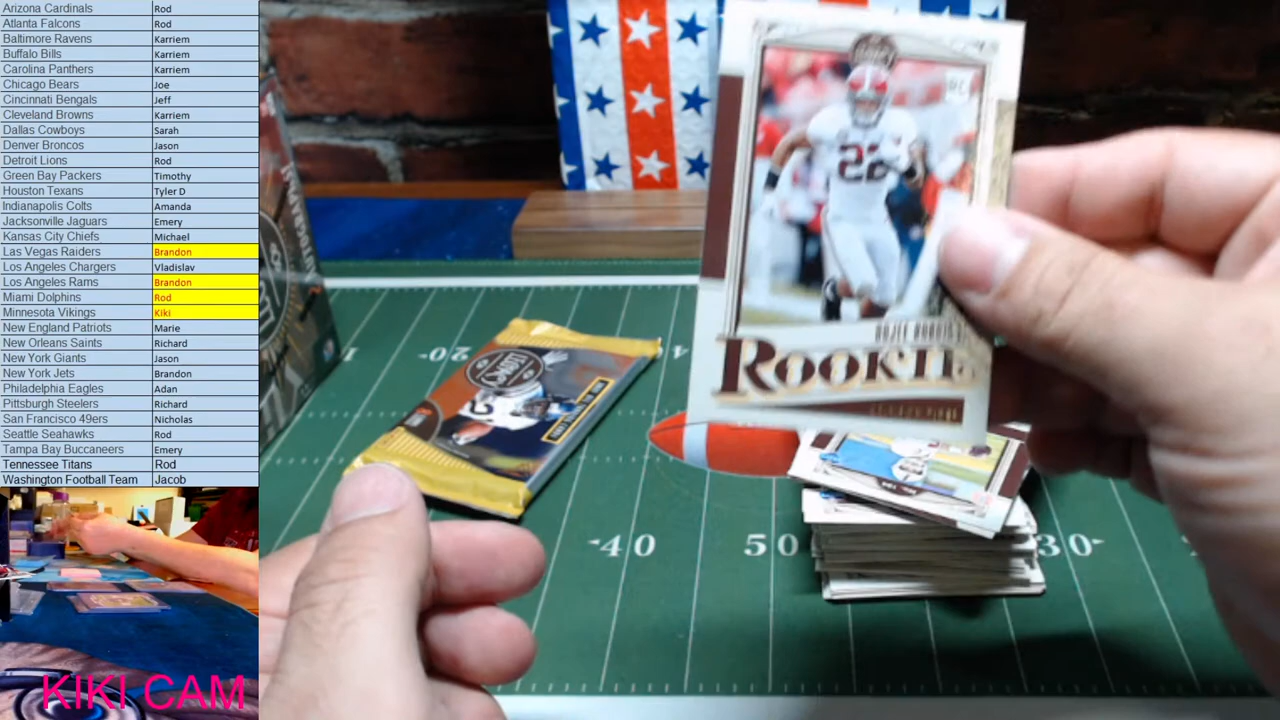 Arizona Cardinals Rod
Atlanta Falcons Rod
Baltimore Ravens Karriem
Buffalo Bills Karriem
Carolina Panthers Karriem
Chicago Bears Joe
Cincinnati Bengals Jeff
Cleveland Browns Karriem
Dallas Cowboys Sarah
Denver Broncos Jason
Detroit Lions Rod
Green Bay Packers Timothy
Houston Texans Tyler D
Indianapolis Colts Amanda
Jacksonville Jaguars Emery
Kansas City Chiefs Michael
Las Vegas Raiders Brandon
Los Angeles Chargers Vladislav
Los Angeles Rams Brandon
Miami Dolphins Rod
Minnesota Vikings Kiki
New England Patriots Marie
New Orleans Saints Richard
New York Giants Jason
New York Jets Brandon
Philadelphia Eagles Adan
Pittsburgh Steelers Richard
San Francisco 49ers Nicholas
Seattle Seahawks Rod
Tampa Bay Buccaneers Emery
Tennessee Titans Rod
Washington Football Team Jacob
KIKI CAM
RC
22
ROOKIE
LEGACY
20
40 50 30